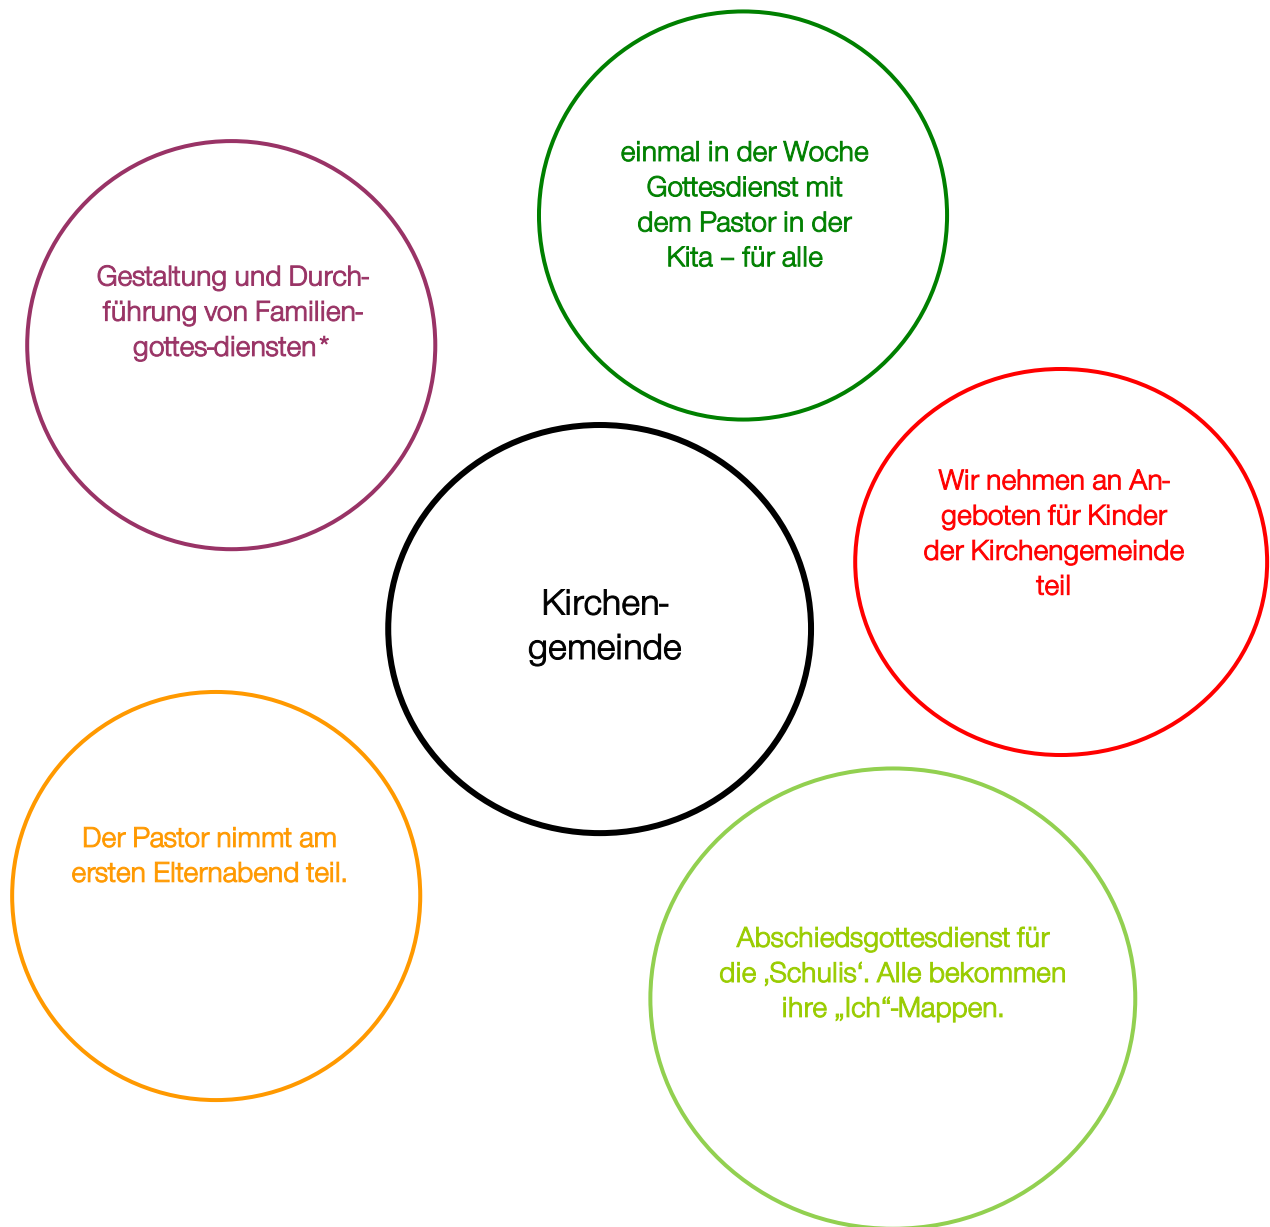 einmal in der Woche
Gottesdienst mit
dem Pastor in der
Kita – für alle
Gestaltung und Durch-
führung von Familien-
gottes-diensten*
Wir nehmen an An-
geboten für Kinder
der Kirchengemeinde
teil
Kirchen-
gemeinde
Der Pastor nimmt am
ersten Elternabend teil.
Abschiedsgottesdienst für
die ‚Schulis‘. Alle bekommen
ihre „Ich“-Mappen.